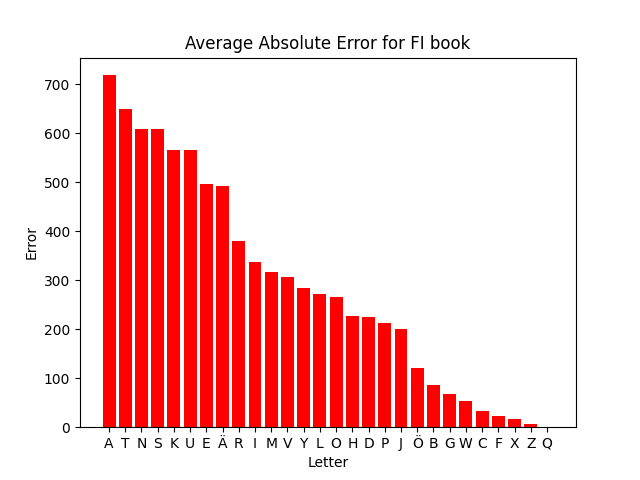 Average Absolute Error for FI book
Error
700
600
500
400
300
200
100
0
A T N S K U E Ä R I M V Y L O H D P J Ö B G W C F X Z Q
Letter